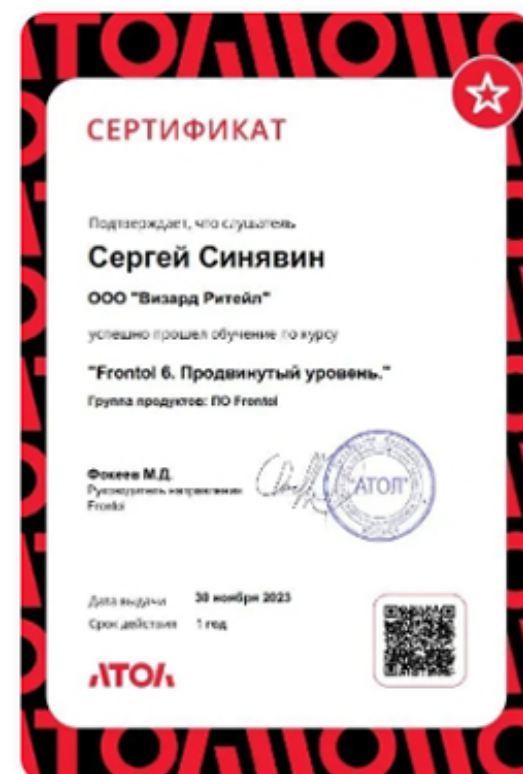 СЕРТИФИКАТ
Подтверждает, что слушатель
Сергей Синявин
ООО "Визард Ритейл"
успешно прошел обучение по курсу
"Frontol 6. Продвинутый уровень."
Группа продуктов: ПО Frontol
Фокеев М.Д.
Руководитель направления
Frontol
"АТОЛ"
Дата выдачи 30 ноября 2023
Срок действия 1 год
АТОЛ